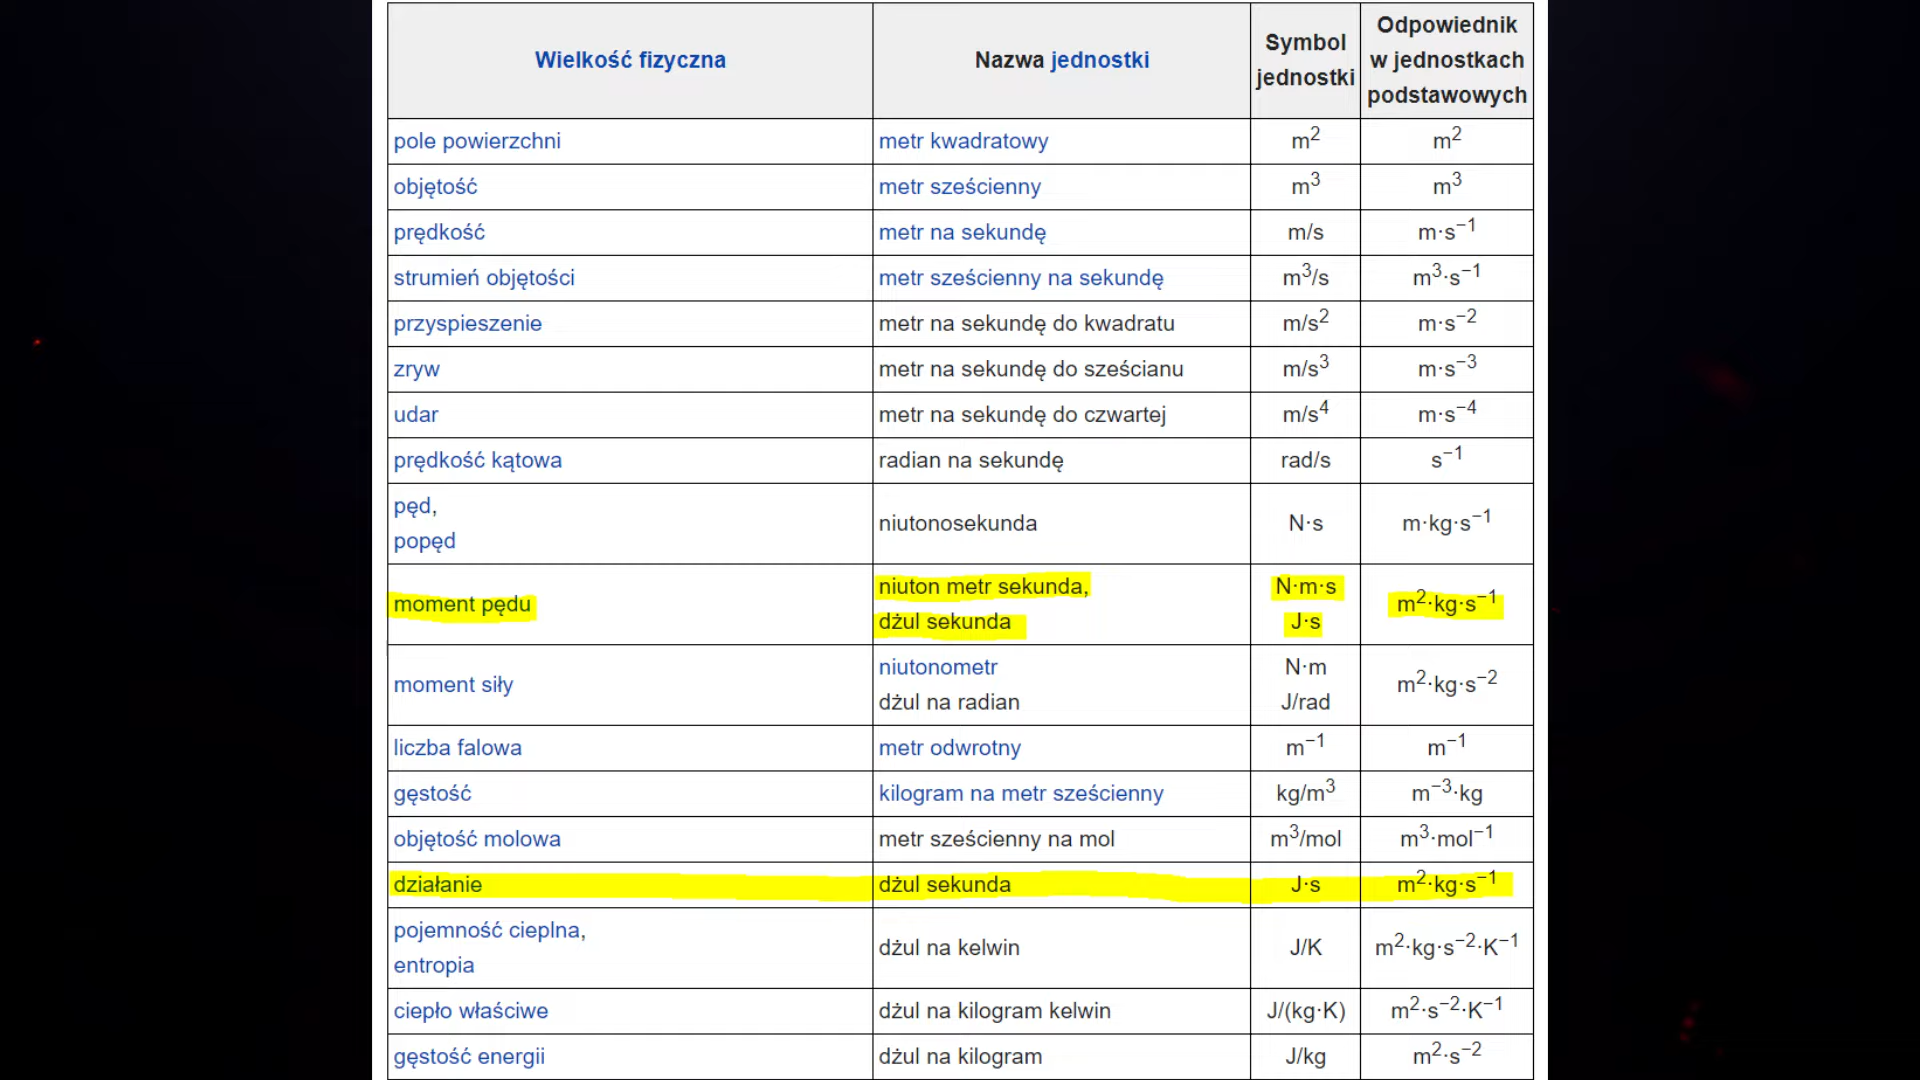 Wielkość fizyczna
Nazwa jednostki
Symbol
jednostki
Odpowiednik
w jednostkach
podstawowych
pole powierzchni
metr kwadratowy
m²
m²
objętość
metr sześcienny
m³
m³
prędkość
metr na sekundę
m/s
m·s⁻¹
strumień objętości
metr sześcienny na sekundę
m³/s
m³·s⁻¹
przyspieszenie
metr na sekundę do kwadratu
m/s²
m·s⁻²
zryw
metr na sekundę do sześcianu
m/s³
m·s⁻³
udar
metr na sekundę do czwartej
m/s⁴
m·s⁻⁴
prędkość kątowa
radian na sekundę
rad/s
s⁻¹
pęd,
popęd
niutonosekunda
N·s
m·kg·s⁻¹
moment pędu
niuton metr sekunda,
dżul sekunda
N·m·s
J·s
m²·kg·s⁻¹
moment siły
niutonometr
dżul na radian
N·m
J/rad
m²·kg·s⁻²
liczba falowa
metr odwrotny
m⁻¹
m⁻¹
gęstość
kilogram na metr sześcienny
kg/m³
m⁻³·kg
objętość molowa
metr sześcienny na mol
m³/mol
m³·mol⁻¹
działanie
dżul sekunda
J·s
m²·kg·s⁻¹
pojemność cieplna,
entropia
dżul na kelwin
J/K
m²·kg·s⁻²·K⁻¹
ciepło właściwe
dżul na kilogram kelwin
J/(kg·K)
m²·s⁻²·K⁻¹
gęstość energii
dżul na kilogram
J/kg
m²·s⁻²